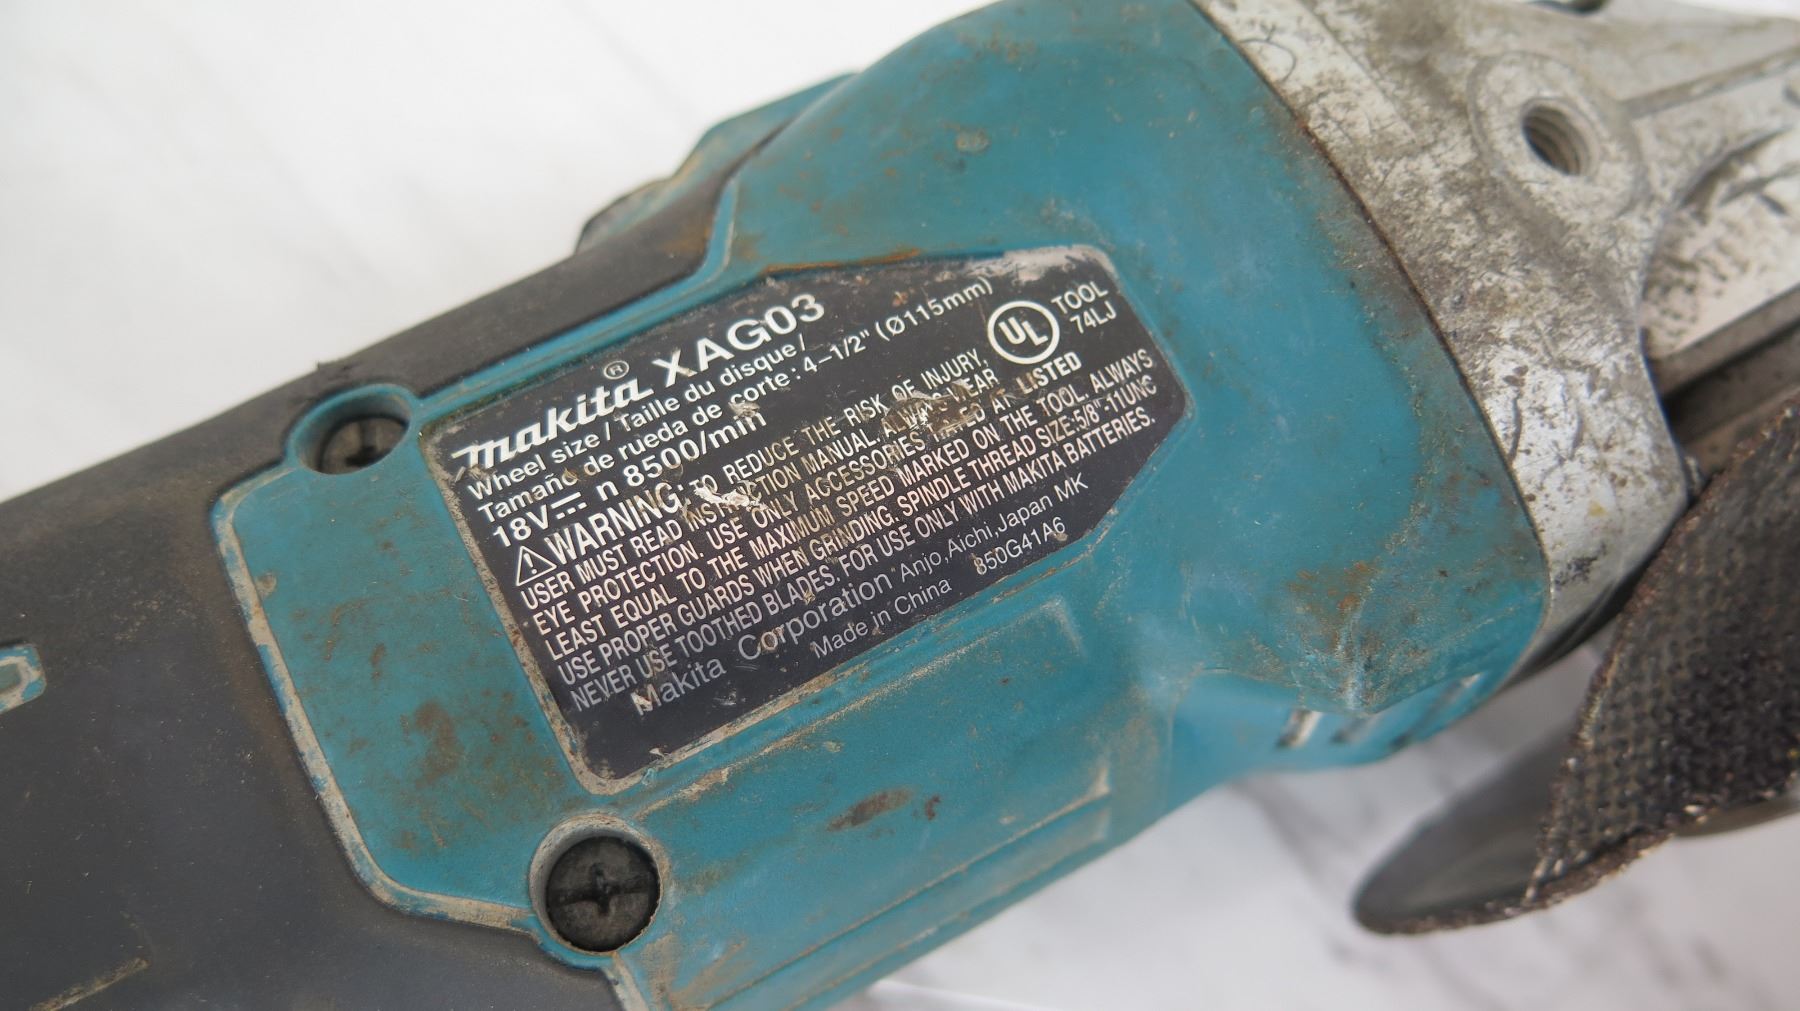 makita® XAG03
Wheel size / Taille du disque /
Tamaño de rueda de corte : 4–1/2" (Ø115mm)
18V⎓ n 8500/min
UL
LISTED
TOOL
74LJ
⚠WARNING: TO REDUCE THE RISK OF INJURY,
USER MUST READ INSTRUCTION MANUAL. ALWAYS WEAR
EYE PROTECTION. USE ONLY ACCESSORIES RATED AT
LEAST EQUAL TO THE MAXIMUM SPEED MARKED ON THE TOOL. ALWAYS
USE PROPER GUARDS WHEN GRINDING. SPINDLE THREAD SIZE:5/8"-11UNC
NEVER USE TOOTHED BLADES. FOR USE ONLY WITH MAKITA BATTERIES.
Makita Corporation Anjo,Aichi,Japan MK
Made in China 850G41A6